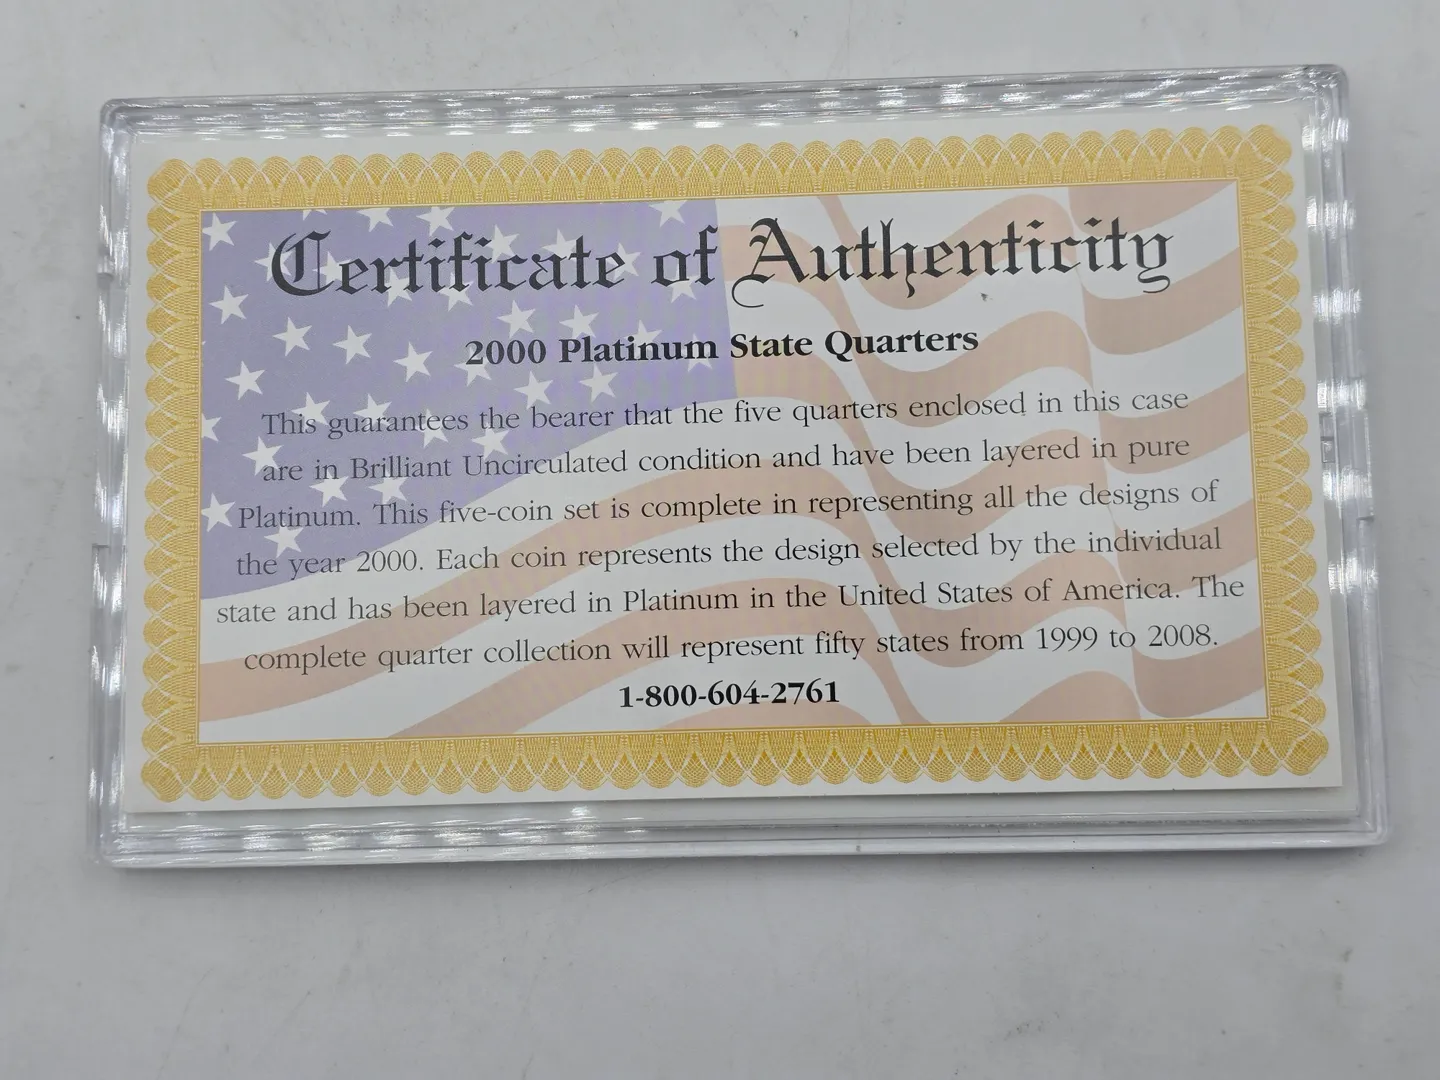 Certificate of Authenticity
2000 Platinum State Quarters
This guarantees the bearer that the five quarters enclosed in this case
are in Brilliant Uncirculated condition and have been layered in pure
Platinum. This five-coin set is complete in representing all the designs of
the year 2000. Each coin represents the design selected by the individual
state and has been layered in Platinum in the United States of America. The
complete quarter collection will represent fifty states from 1999 to 2008.
1-800-604-2761